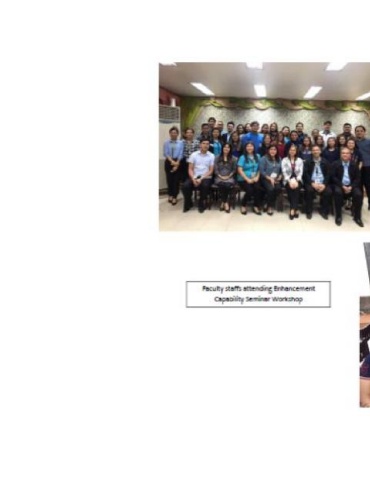 Faculty staffs attending Enhancement
Capability Seminar Workshop